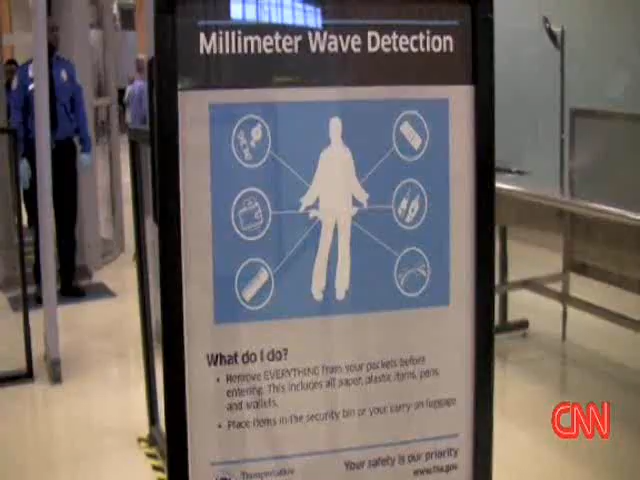 Millimeter Wave Detection
What do I do?
• Remove EVERYTHING from your pockets before
entering. This includes all paper, plastic items, pens
and wallets.
• Place items in the security bin or your carry-on luggage
Transportation
Your safety is our priority
www.tsa.gov
CNN